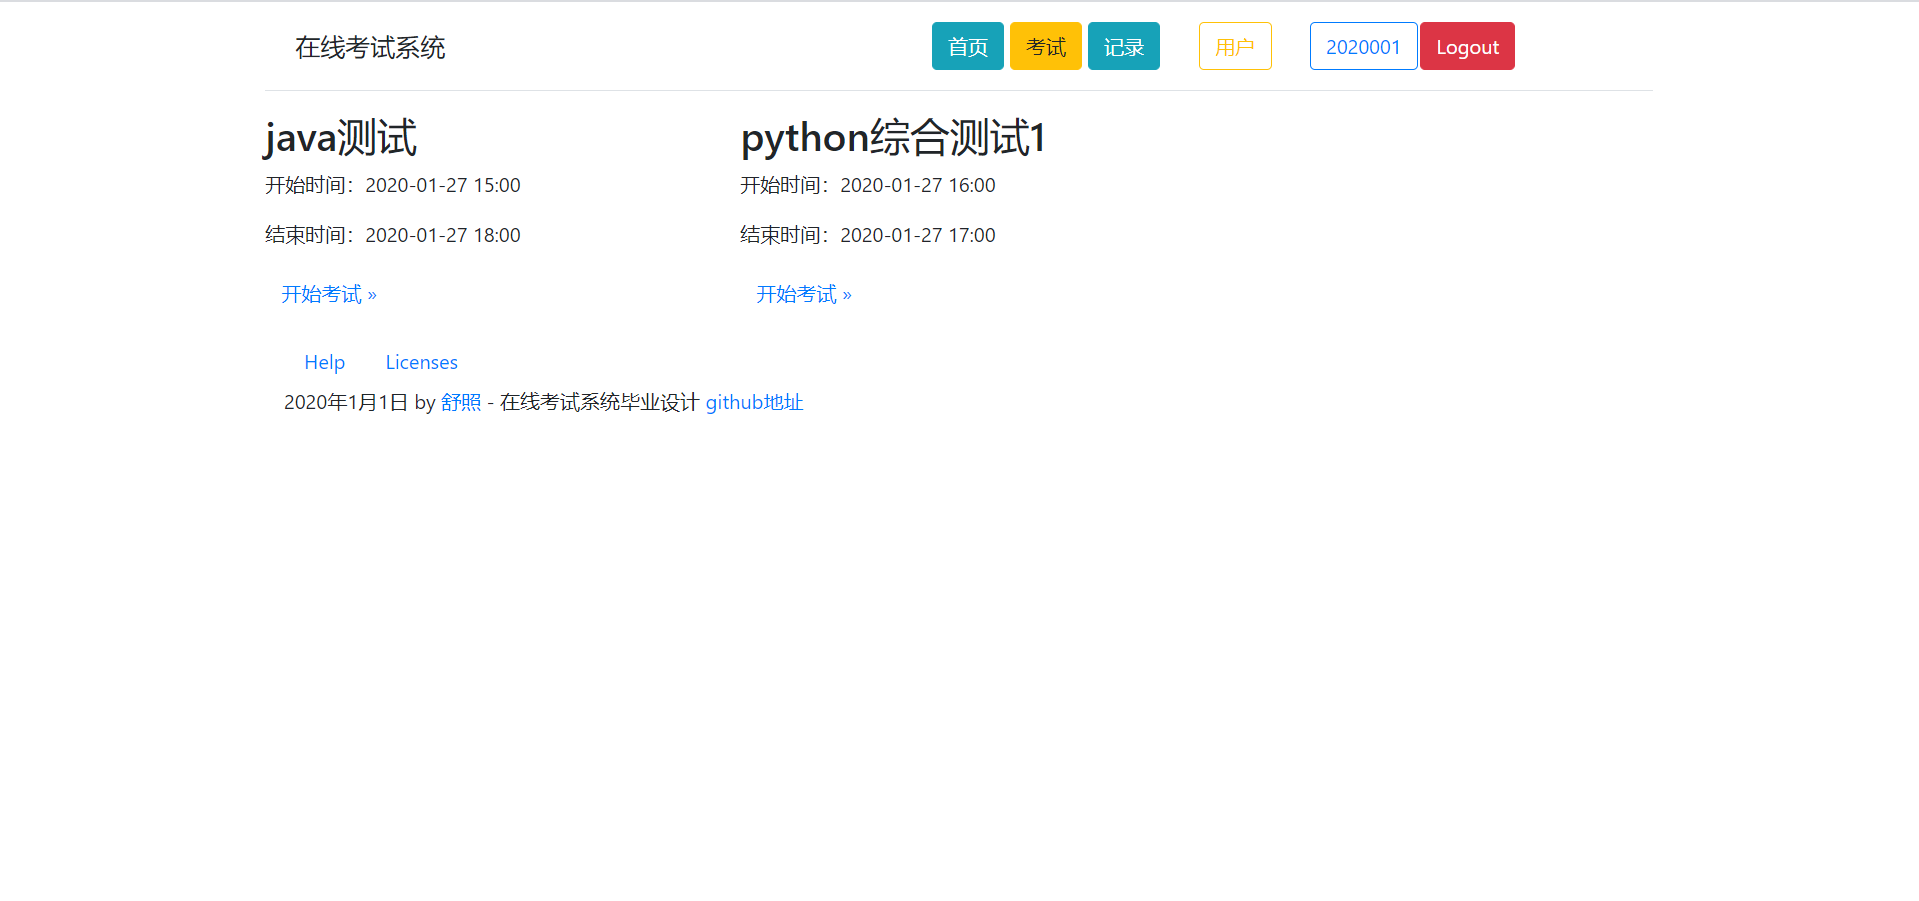 在线考试系统
首页 考试 记录 用户 2020001 Logout
java测试
开始时间：2020-01-27 15:00
结束时间：2020-01-27 18:00
开始考试 »
python综合测试1
开始时间：2020-01-27 16:00
结束时间：2020-01-27 17:00
开始考试 »
Help Licenses
2020年1月1日 by 舒照 - 在线考试系统毕业设计 github地址